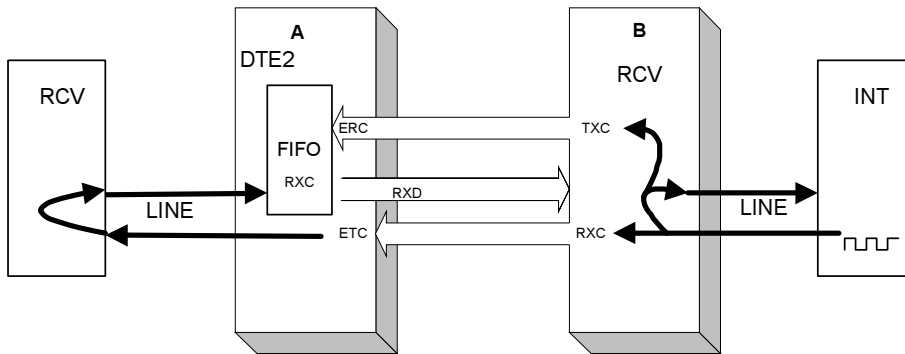 A
B
DTE2
RCV
RCV
INT
ERC
TXC
FIFO
RXC
RXD
LINE
LINE
ETC
RXC